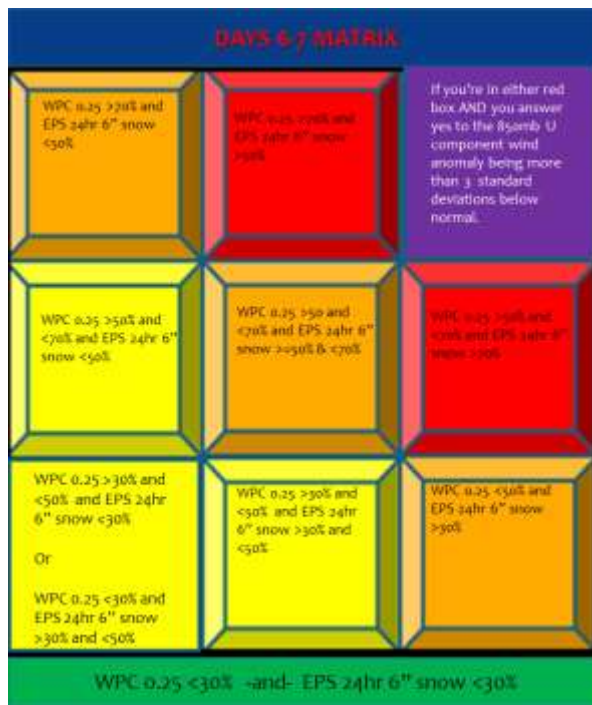 DAYS 6-7 MATRIX
WPC 0.25 >70% and
EPS 24hr 6” snow
<50%
WPC 0.25 >70% and
EPS 24hr 6” snow
>50%
If you're in either red
box AND you answer
yes to the 850mb U
component wind
anomaly being more
than 3 standard
deviations below
normal.
WPC 0.25 >50% and
<70% and EPS 24hr 6”
snow <50%
WPC 0.25 >50 and
<70% and EPS 24hr 6”
snow >=50% & <70%
WPC 0.25 >50% and
<70% and EPS 24hr 6”
snow >70%
WPC 0.25 >30% and
<50% and EPS 24hr
6” snow <30%
Or
WPC 0.25 <30% and
EPS 24hr 6” snow
>30% and <50%
WPC 0.25 >30% and
<50% and EPS 24hr
6” snow >30% and
<50%
WPC 0.25 <50% and
EPS 24hr 6” snow
>50%
WPC 0.25 <30% -and- EPS 24hr 6” snow <30%